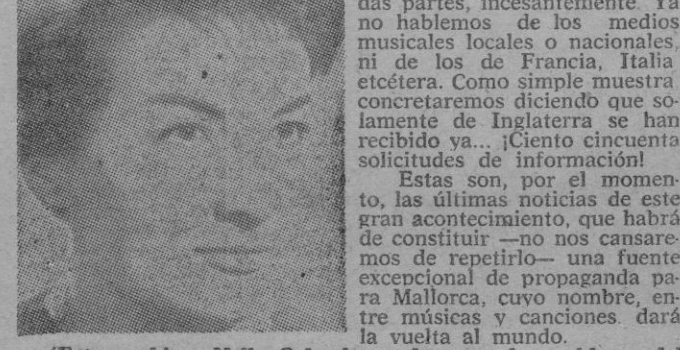 das partes, incesantemente. Ya
no hablemos de los medios
musicales locales o nacionales,
ni de los de Francia, Italia
etcétera. Como simple muestra
concretaremos diciendo que só-
lamente de Inglaterra se han
recibido ya... ¡Ciento cincuenta
solicitudes de información!
Estas son, por el momen-
to, las últimas noticias de este
gran acontecimiento, que habrá
de constituir —no nos cansare-
mos de repetirlo— una fuente
excepcional de propaganda pa-
ra Mallorca, cuyo nombre, en-
tre músicas y canciones. dará
la vuelta al mundo.